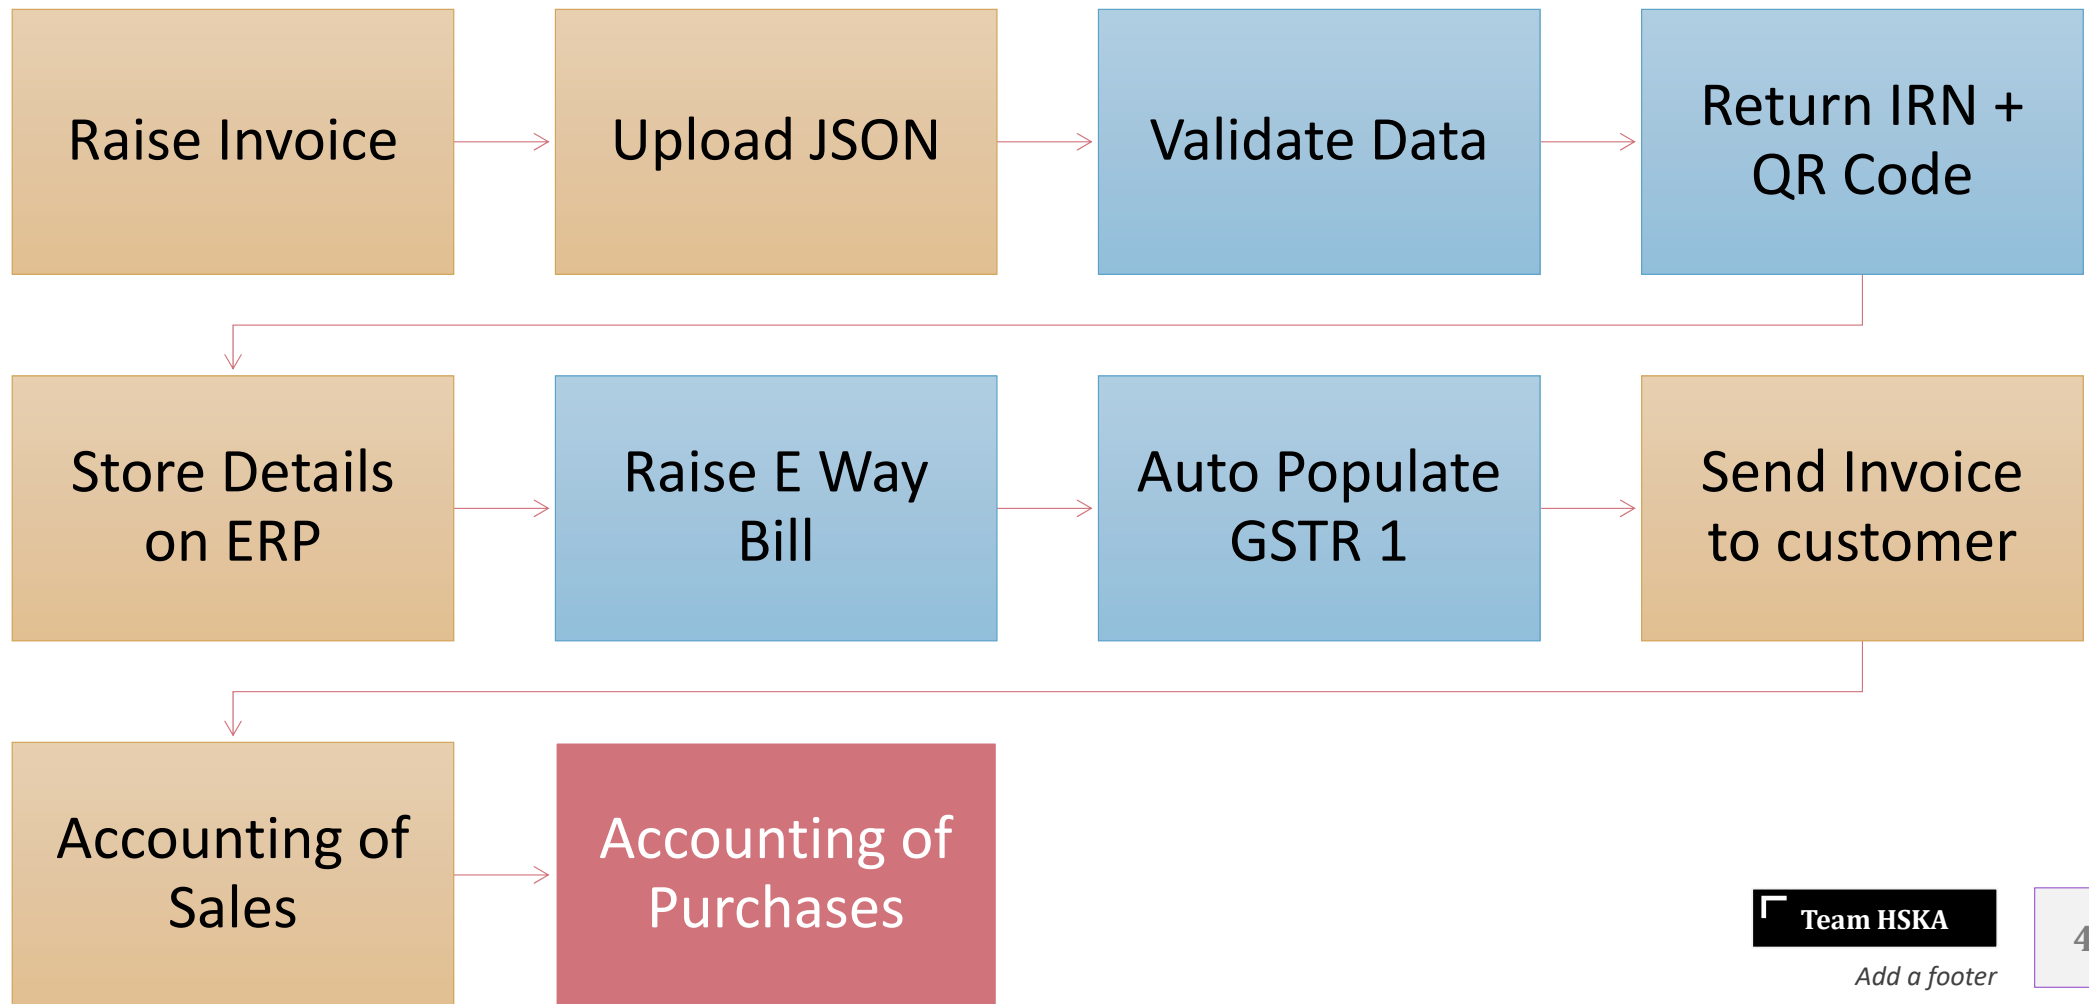 Raise Invoice
Upload JSON
Validate Data
Return IRN +
QR Code
Store Details
on ERP
Raise E Way
Bill
Auto Populate
GSTR 1
Send Invoice
to customer
Accounting of
Sales
Accounting of
Purchases
Team HSKA
4
Add a footer